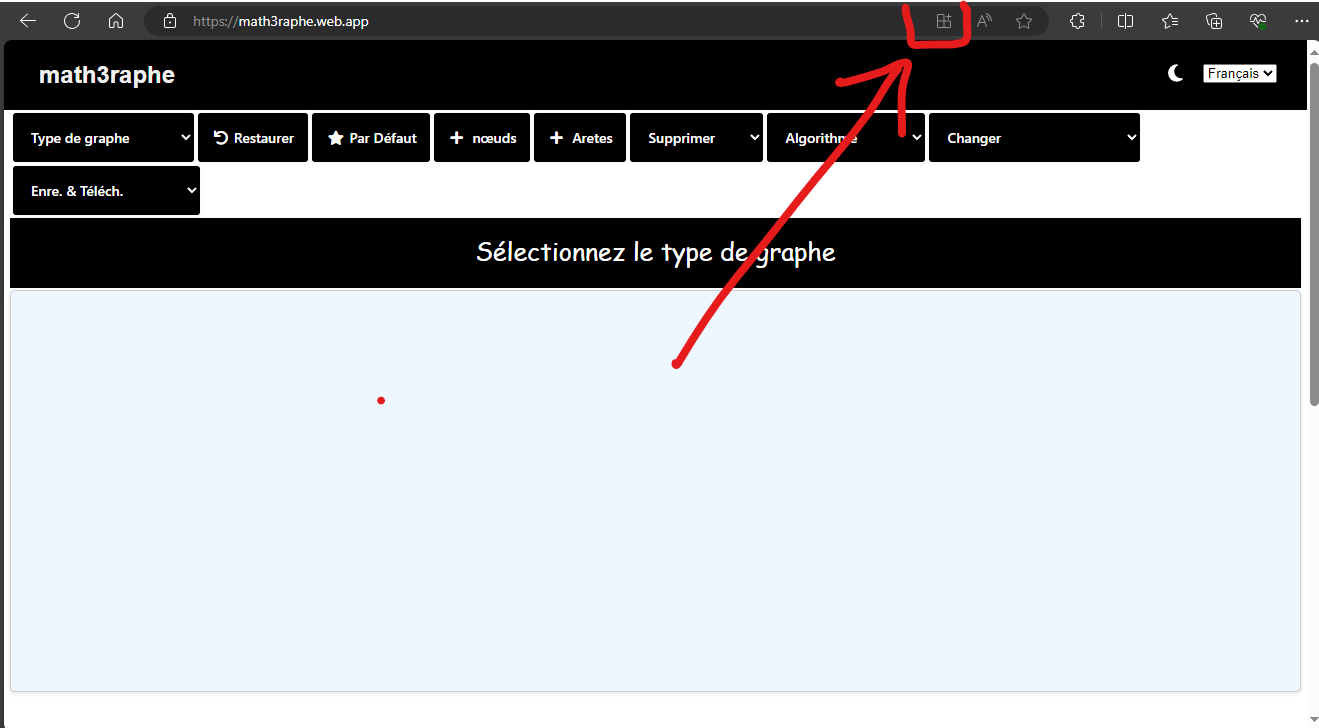 https://math3raphe.web.app
math3raphe
Français
Type de graphe Restaurer Par Défaut nœuds Aretes Supprimer Algorithme Changer
Enre. & Téléch.
Sélectionnez le type de graphe